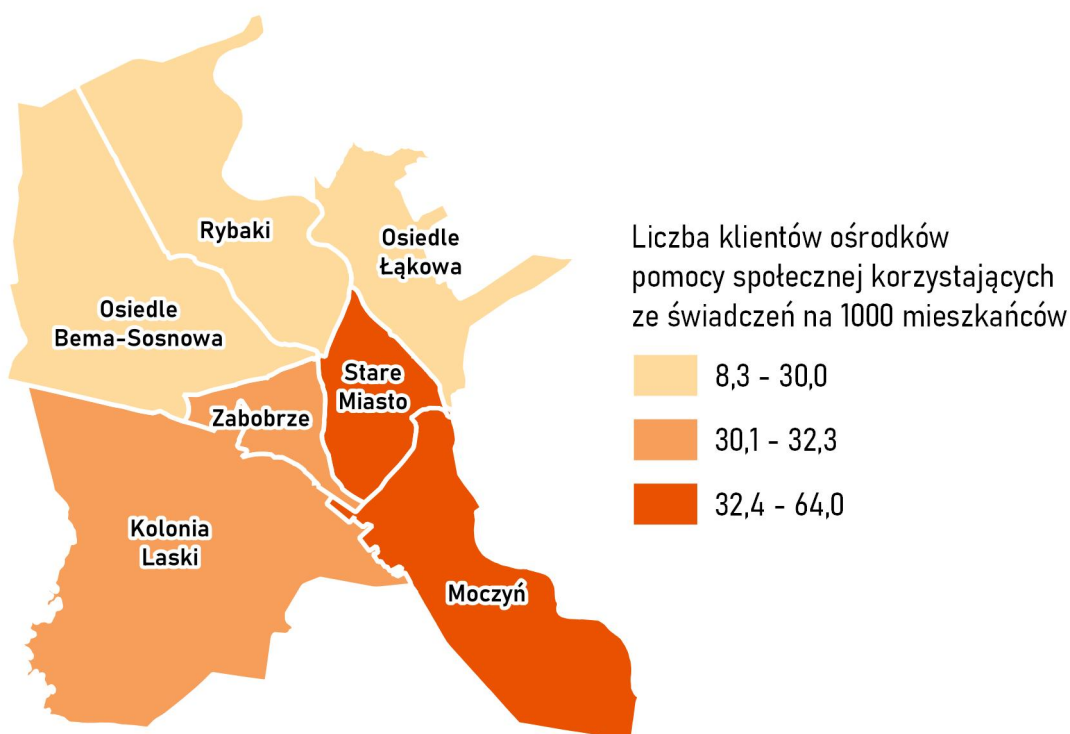 Rybaki
Osiedle
Łąkowa
Osiedle
Bema-Sosnowa
Stare
Miasto
Zabobrze
Kolonia
Laski
Moczyń
Liczba klientów ośrodków
pomocy społecznej korzystających
ze świadczeń na 1000 mieszkańców
8,3 - 30,0
30,1 - 32,3
32,4 - 64,0